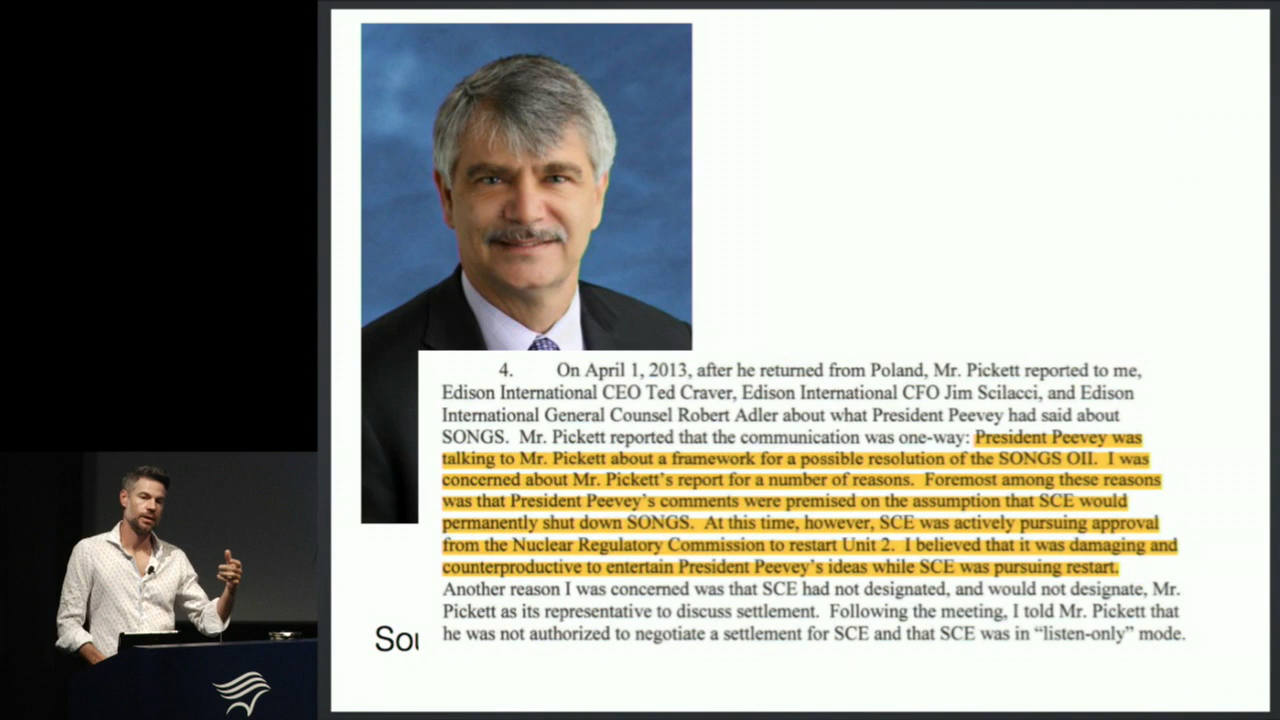 4. On April 1, 2013, after he returned from Poland, Mr. Pickett reported to me,
Edison International CEO Ted Craver, Edison International CFO Jim Scilacci, and Edison
International General Counsel Robert Adler about what President Peevey had said about
SONGS. Mr. Pickett reported that the communication was one-way: President Peevey was
talking to Mr. Pickett about a framework for a possible resolution of the SONGS OII. I was
concerned about Mr. Pickett's report for a number of reasons. Foremost among these reasons
was that President Peevey's comments were premised on the assumption that SCE would
permanently shut down SONGS. At this time, however, SCE was actively pursuing approval
from the Nuclear Regulatory Commission to restart Unit 2. I believed that it was damaging and
counterproductive to entertain President Peevey's ideas while SCE was pursuing restart.
Another reason I was concerned was that SCE had not designated, and would not designate, Mr.
Pickett as its representative to discuss settlement. Following the meeting, I told Mr. Pickett that
he was not authorized to negotiate a settlement for SCE and that SCE was in “listen-only” mode.